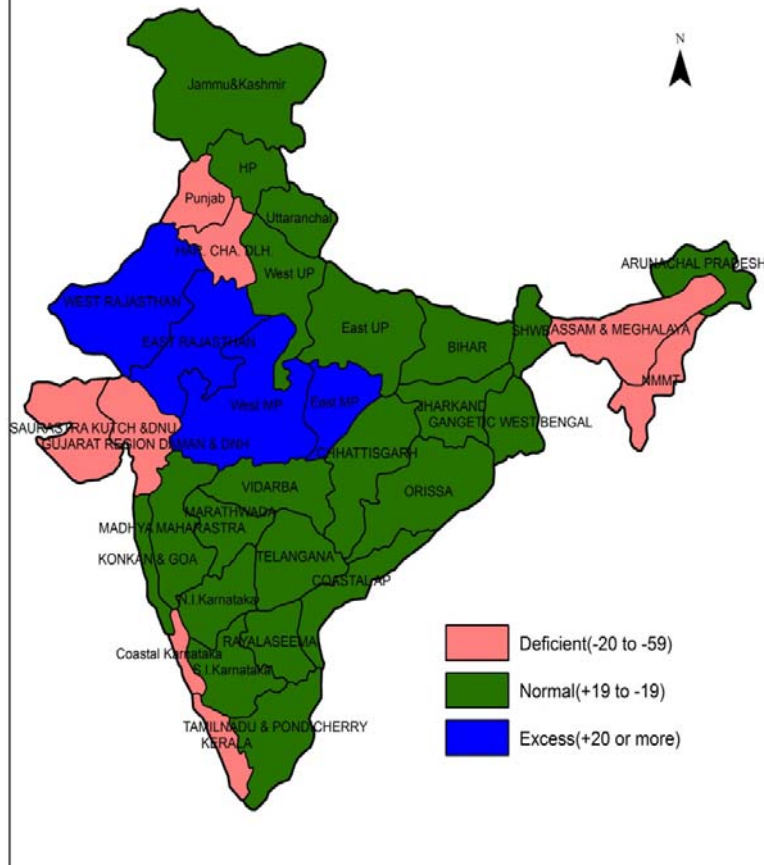 N
Jammu&Kashmir
HP
Punjab
Uttaranchal
HAR. CHA. DLH.
West UP
ARUNACHAL PRADESH
WEST RAJASTHAN
EAST RAJASTHAN
East UP
SHWB
ASSAM & MEGHALAYA
BIHAR
NMMT
West MP
East MP
JHARKAND
SAURASTRA KUTCH &DNU
GANGETIC WEST BENGAL
GUJARAT REGION DAMAN & DNH
CHHATTISGARH
VIDARBA
ORISSA
MARATHWADA
MADHYA MAHARASTRA
KONKAN & GOA
TELANGANA
COASTAL AP
N.I.Karnataka
RAYALASEEMA
Coastal Karnataka
S.I.Karnataka
TAMILNADU & PONDICHERRY
KERALA
Deficient(-20 to -59)
Normal(+19 to -19)
Excess(+20 or more)